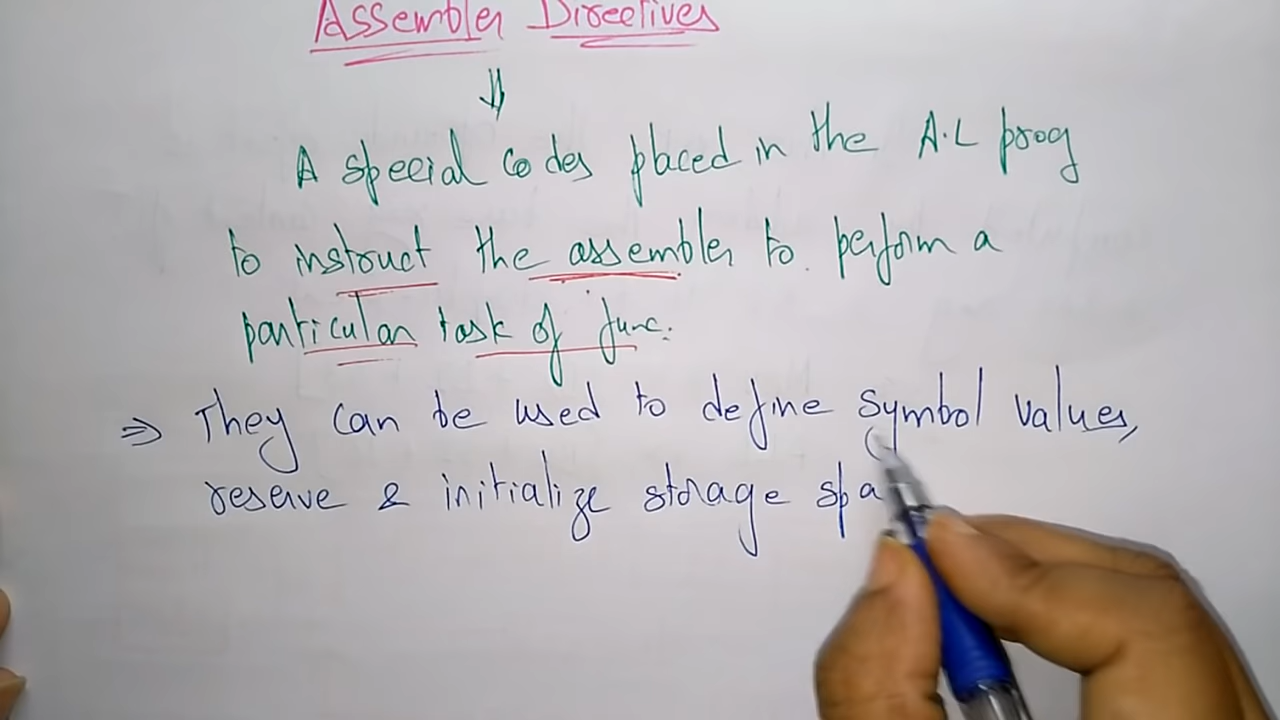 Assembler Directives
A special codes placed in the A.L prog
to instruct the assembler to perform a
particular task of func.
⇒ They can be used to define symbol values,
reserve & initialize storage spa